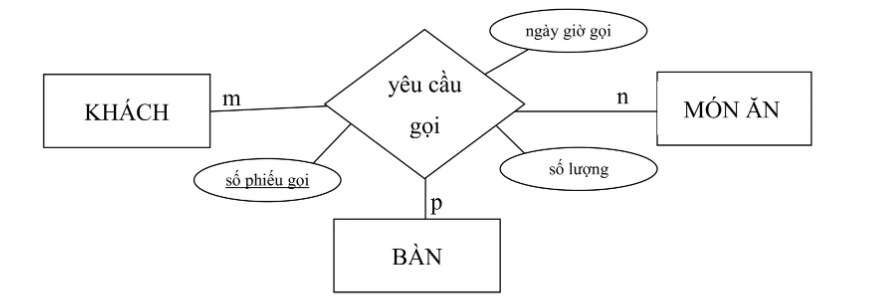 ngày giờ gọi
KHÁCH
m
yêu cầu
gọi
n
MÓN ĂN
số phiếu gọi
số lượng
p
BÀN